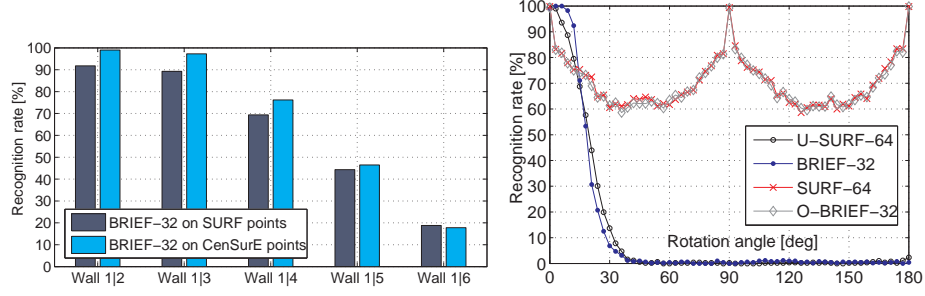 Recognition rate [%]
100
90
80
70
60
50
40
30
20
10
0
BRIEF-32 on SURF points
BRIEF-32 on CenSurE points
Wall 1|2
Wall 1|3
Wall 1|4
Wall 1|5
Wall 1|6
Recognition rate [%]
100
90
80
70
60
50
40
30
20
10
0
U-SURF-64
BRIEF-32
SURF-64
O-BRIEF-32
Rotation angle [deg]
0
30
60
90
120
150
180